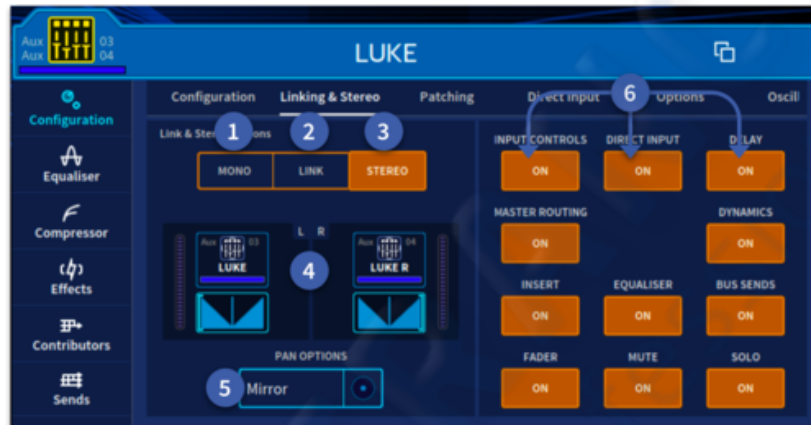 Aux 03
Aux 04
LUKE
Configuration
Equaliser
Compressor
Effects
Contributors
Sends
Configuration Linking & Stereo Patching Direct Input Options Oscill
6
Link & Stereo
1 2 3
MONO LINK STEREO
L R
Aux 03
LUKE
4
Aux 04
LUKE R
PAN OPTIONS
5 Mirror
INPUT CONTROLS DIRECT INPUT DELAY
ON ON ON
MASTER ROUTING DYNAMICS
ON ON
INSERT EQUALISER BUS SENDS
ON ON ON
FADER MUTE SOLO
ON ON ON